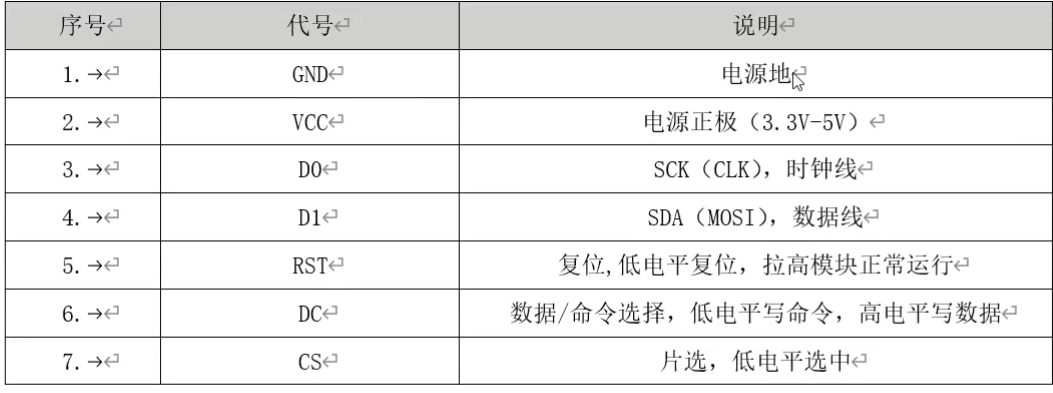 序号 代号 说明
1. GND 电源地
2. VCC 电源正极（3.3V-5V）
3. D0 SCK（CLK），时钟线
4. D1 SDA（MOSI），数据线
5. RST 复位,低电平复位，拉高模块正常运行
6. DC 数据/命令选择，低电平写命令，高电平写数据
7. CS 片选，低电平选中